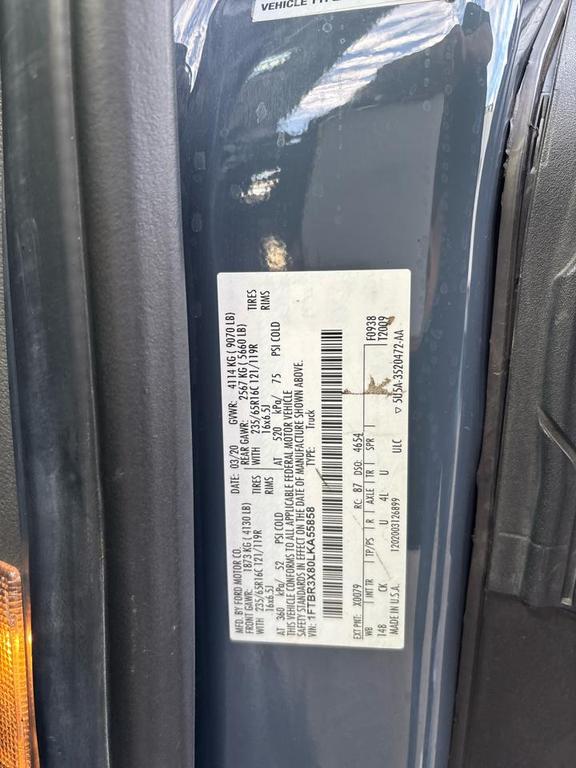 VEHICLE
MFD. BY FORD MOTOR CO.
DATE: 03/20 GVWR: 4114 KG ( 9070 LB)
FRONT GAWR: 1873 KG ( 4130 LB) REAR GAWR: 2567 KG ( 5660 LB)
WITH 235/65R16C 121/119R TIRES WITH 235/65R16C 121/119R TIRES
16x6.5J RIMS 16x6.5J RIMS
AT 360 kPa/ 52 PSI COLD AT 520 kPa/ 75 PSI COLD
THIS VEHICLE CONFORMS TO ALL APPLICABLE FEDERAL MOTOR VEHICLE
SAFETY STANDARDS IN EFFECT ON THE DATE OF MANUFACTURE SHOWN ABOVE.
VIN: 1FTBR3X80LKA55858 TYPE: Truck
F0938
T2009
EXT PNT: X0079 RC: B7 DSO: 4654
WB INT TR TP/PS R AXLE TR SPR
148 CK U 4L U
MADE IN U.S.A. 1202003126899 ULC ▽ 5U5A-3520472-AA